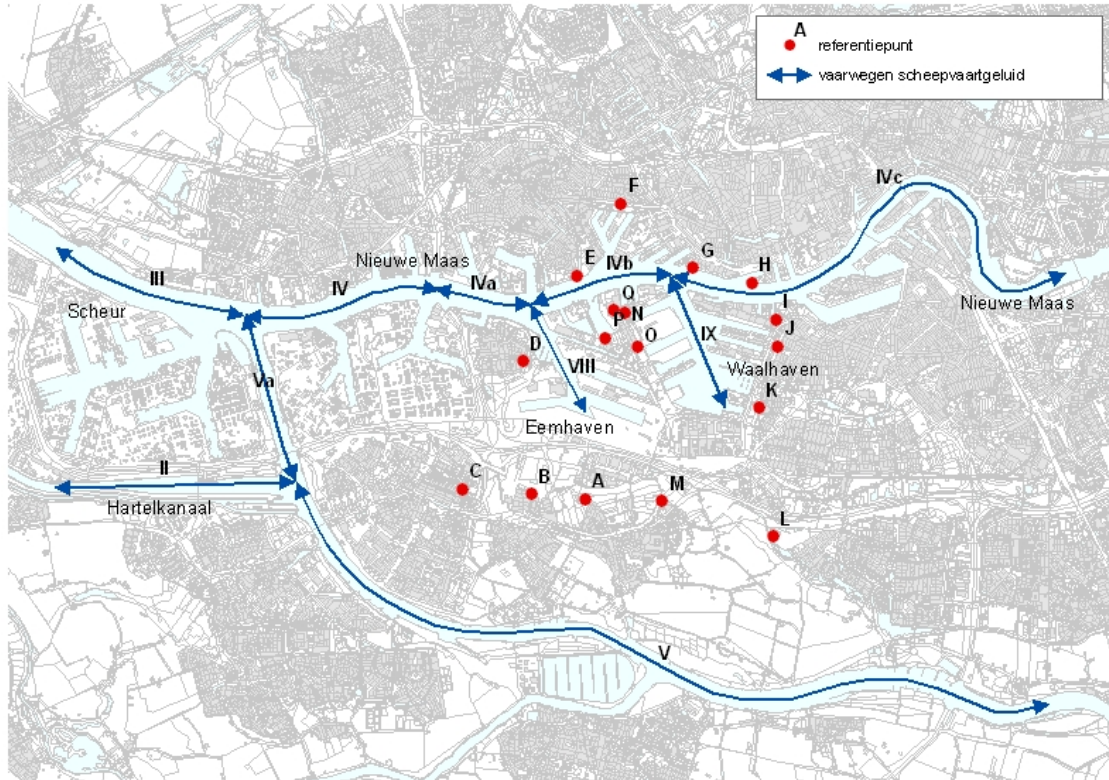 A
referentiepunt
vaarwegen scheepvaartgeluid
IVc
F
Nieuwe Maas
E
IVb
G
H
III
IV
IVa
Scheur
Nieuwe Maas
I
Q
N
P
O
J
D
VIII
IX
Waalhaven
Va
K
Eemhaven
II
Hartelkanaal
C
B
A
M
L
V